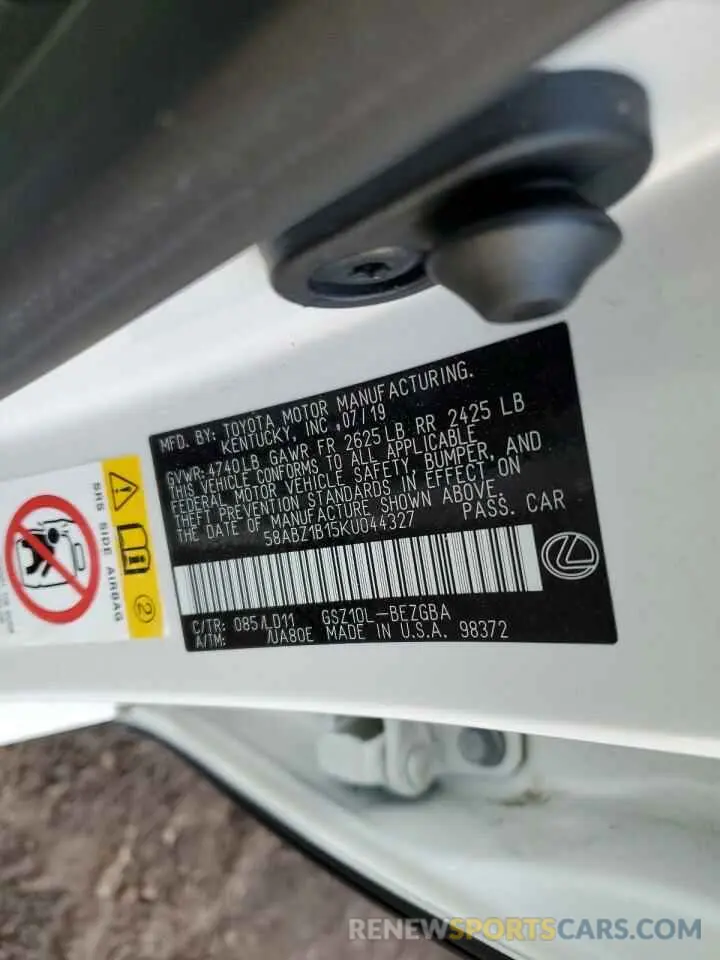 MFD. BY: TOYOTA MOTOR MANUFACTURING.
KENTUCKY, INC. 07/19
GVWR: 4740LB GAWR FR 2625 LB RR 2425 LB
THIS VEHICLE CONFORMS TO ALL APPLICABLE
FEDERAL MOTOR VEHICLE SAFETY, BUMPER, AND
THEFT PREVENTION STANDARDS IN EFFECT ON
THE DATE OF MANUFACTURE SHOWN ABOVE.
58ABZ1B15KU044327 PASS. CAR
C/TR: 085/LD11 GSZ10L-BEZGBA
A/TM: /UA80E MADE IN U.S.A. 98372
SRS SIDE AIRBAG
2
RENEWSPORTSCARS.COM